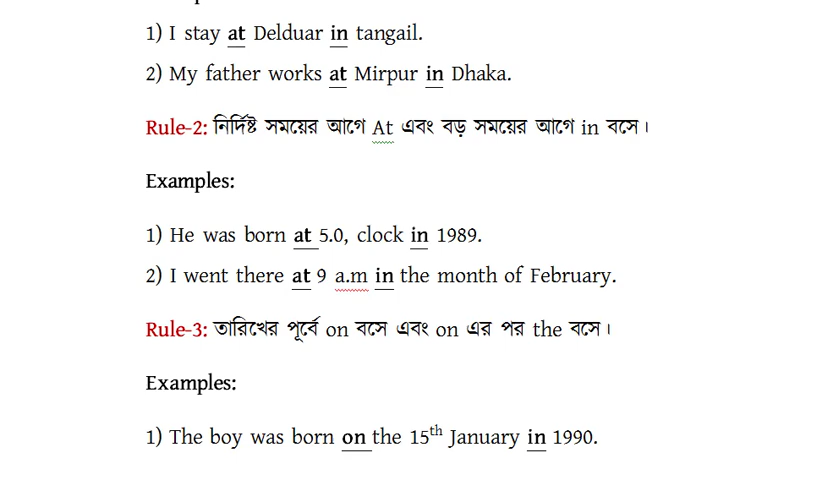 1) I stay at Delduar in tangail.
2) My father works at Mirpur in Dhaka.
Rule-2: নির্দিষ্ট সময়ের আগে At এবং বড় সময়ের আগে in বসে।
Examples:
1) He was born at 5.0, clock in 1989.
2) I went there at 9 a.m in the month of February.
Rule-3: তারিখের পূর্বে on বসে এবং on এর পর the বসে।
Examples:
1) The boy was born on the 15th January in 1990.